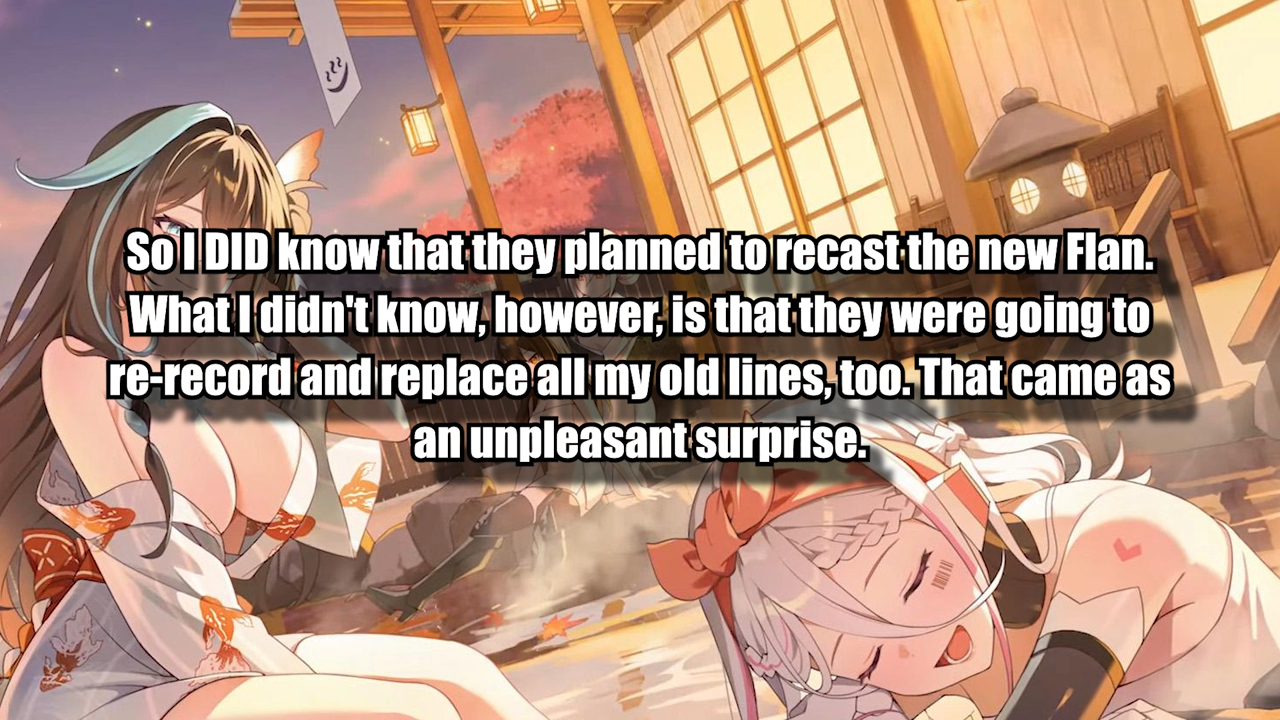 So I DID know that they planned to recast the new Flan.
What I didn't know, however, is that they were going to
re-record and replace all my old lines, too. That came as
an unpleasant surprise.